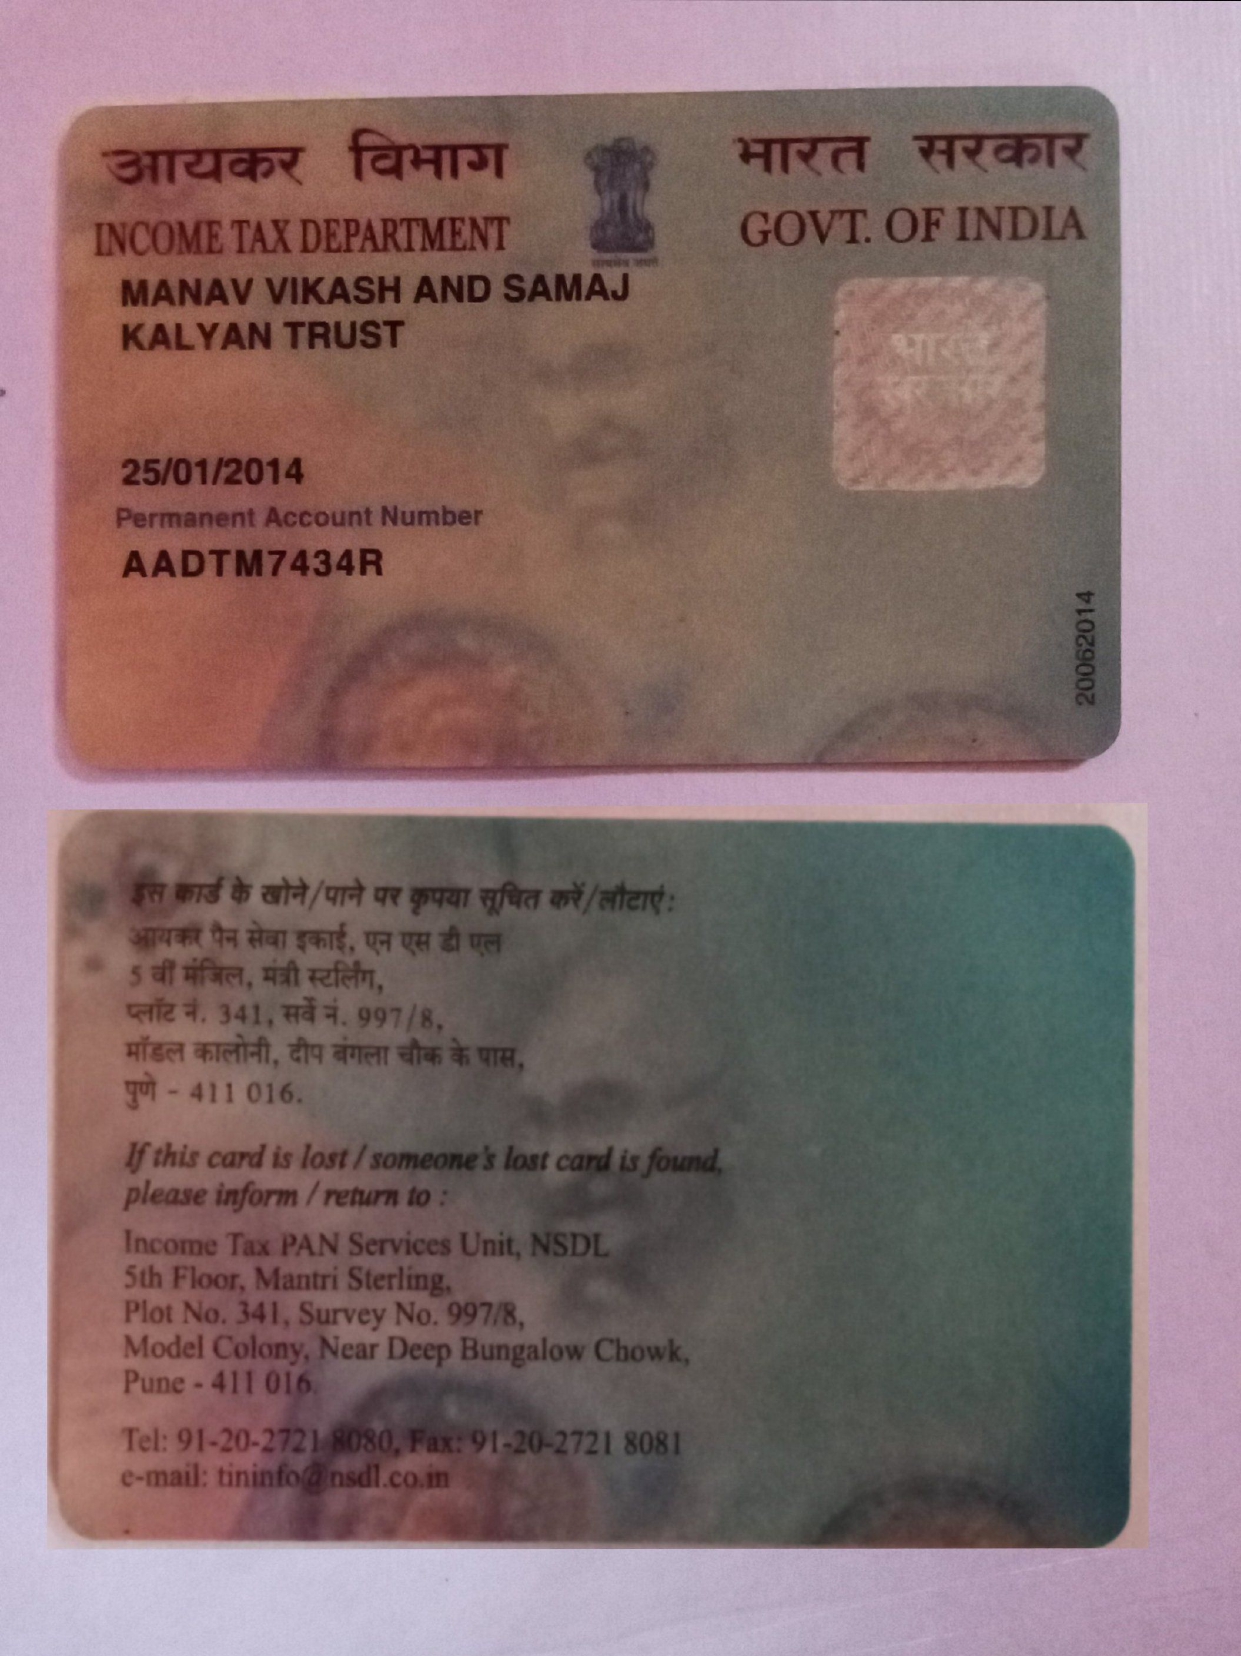 आयकर विभाग
भारत सरकार
INCOME TAX DEPARTMENT
GOVT. OF INDIA
सत्यमेव जयते
MANAV VIKASH AND SAMAJ
KALYAN TRUST
भारत
सरकार
25/01/2014
Permanent Account Number
AADTM7434R
20062014
इस कार्ड के खोने/पाने पर कृपया सूचित करें/लौटाएं:
आयकर पैन सेवा इकाई, एन एस डी एल
5 वीं मंजिल, मंत्री स्टर्लिंग,
प्लॉट नं. 341, सर्वे नं. 997/8,
मॉडल कालोनी, दीप बंगला चौक के पास,
पुणे - 411 016.
If this card is lost / someone's lost card is found,
please inform / return to :
Income Tax PAN Services Unit, NSDL
5th Floor, Mantri Sterling,
Plot No. 341, Survey No. 997/8,
Model Colony, Near Deep Bungalow Chowk,
Pune - 411 016.
Tel: 91-20-2721 8080, Fax: 91-20-2721 8081
e-mail: tininfo@nsdl.co.in